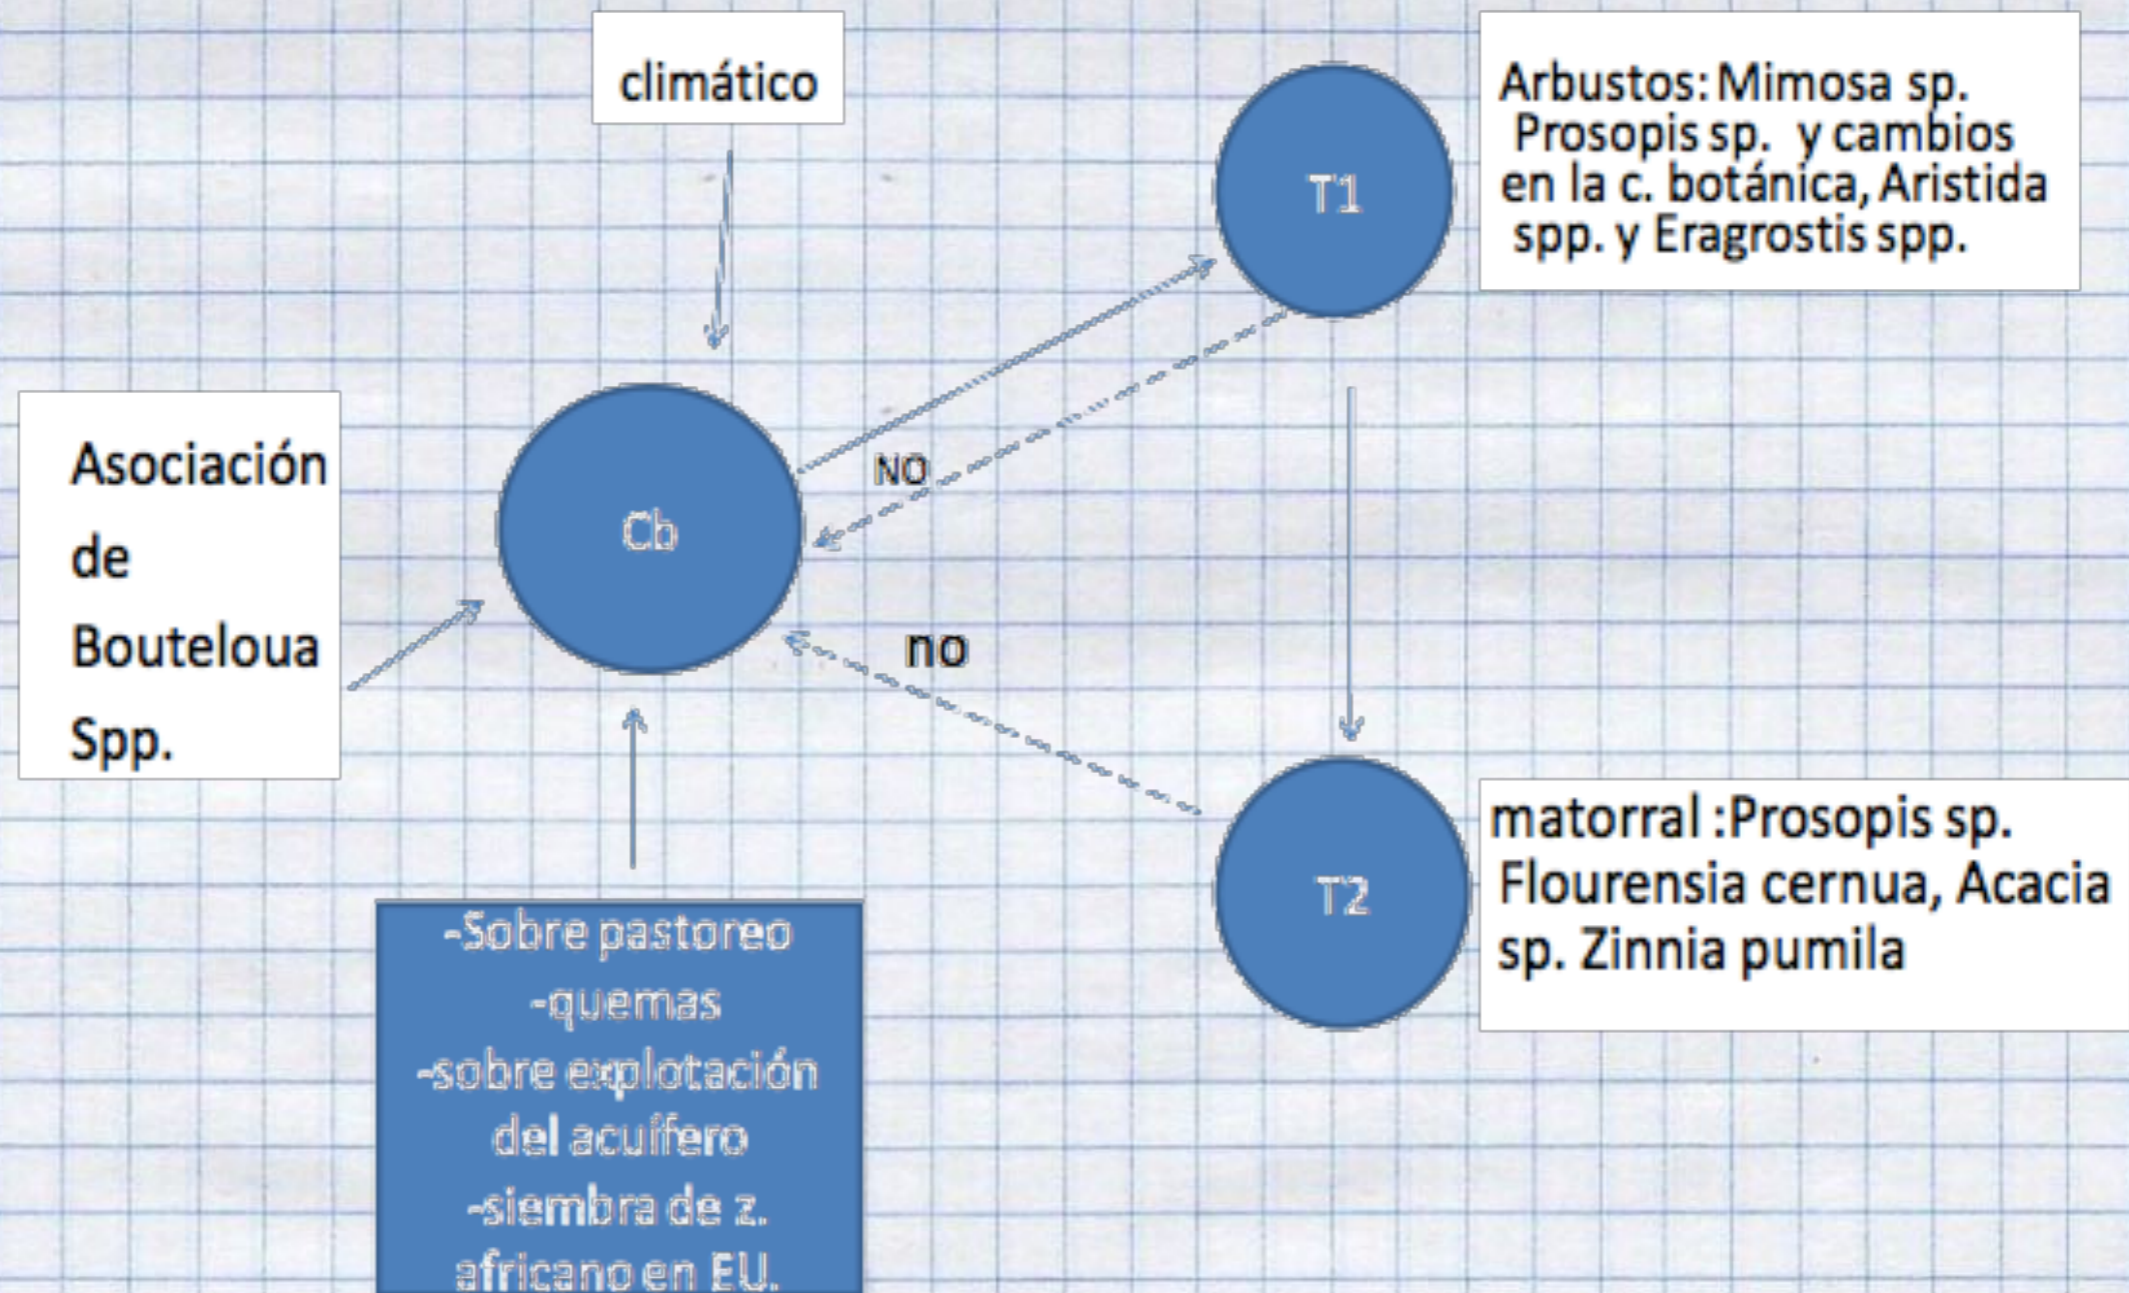 climático
T1
Arbustos: Mimosa sp.
Prosopis sp. y cambios
en la c. botánica, Aristida
spp. y Eragrostis spp.
Asociación
de
Bouteloua
Spp.
Cb
NO
no
T2
matorral :Prosopis sp.
Flourensia cernua, Acacia
sp. Zinnia pumila
-Sobre pastoreo
-quemas
-sobre explotación
del acuífero
-siembra de z.
africano en EU.